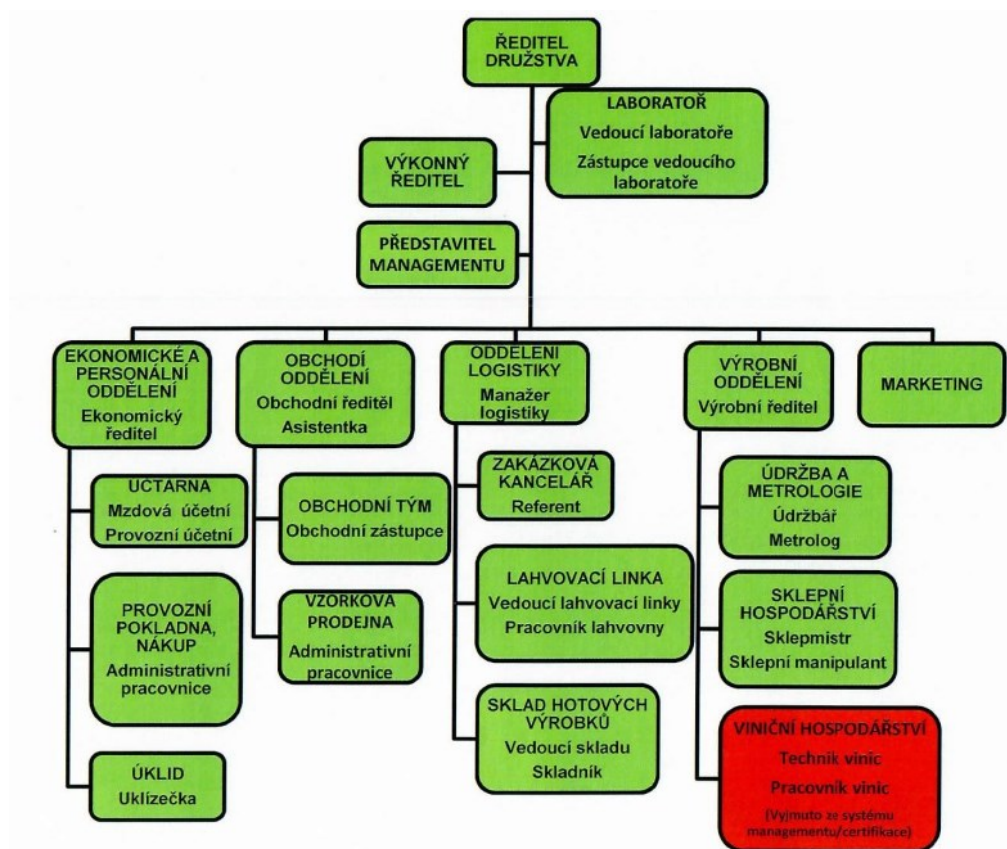 ŘEDITEL
DRUŽSTVA
LABORATOŘ
Vedoucí laboratoře
Zástupce vedoucího
laboratoře
VÝKONNÝ
ŘEDITEL
PŘEDSTAVITEL
MANAGEMENTU
EKONOMICKÉ A
PERSONÁLNÍ
ODDĚLENÍ
Ekonomický
ředitel
UČTARNA
Mzdová účetní
Provozní účetní
PROVOZNÍ
POKLADNA,
NÁKUP
Administrativní
pracovnice
ÚKLID
Uklízečka
OBCHODÍ
ODDĚLENÍ
Obchodní ředitěl
Asistentka
OBCHODNÍ TÝM
Obchodní zástupce
VZORKOVA
PRODEJNA
Administrativní
pracovnice
ODDĚLENI
LOGISTIKY
Manažer
logistiky
ZAKÁZKOVÁ
KANCELÁŘ
Referent
LAHVOVACÍ LINKA
Vedoucí lahvovací linky
Pracovník lahvovny
SKLAD HOTOVÝCH
VÝROBKŮ
Vedoucí skladu
Skladník
VÝROBNÍ
ODDĚLENÍ
Výrobní ředitel
ÚDRŽBA A
METROLOGIE
Údržbář
Metrolog
SKLEPNÍ
HOSPODÁŘSTVÍ
Sklepmistr
Sklepní manipulant
VINIČNÍ HOSPODÁŘSTVÍ
Technik vinic
Pracovník vinic
(Vyjmuto ze systému
managementu/certifikace)
MARKETING